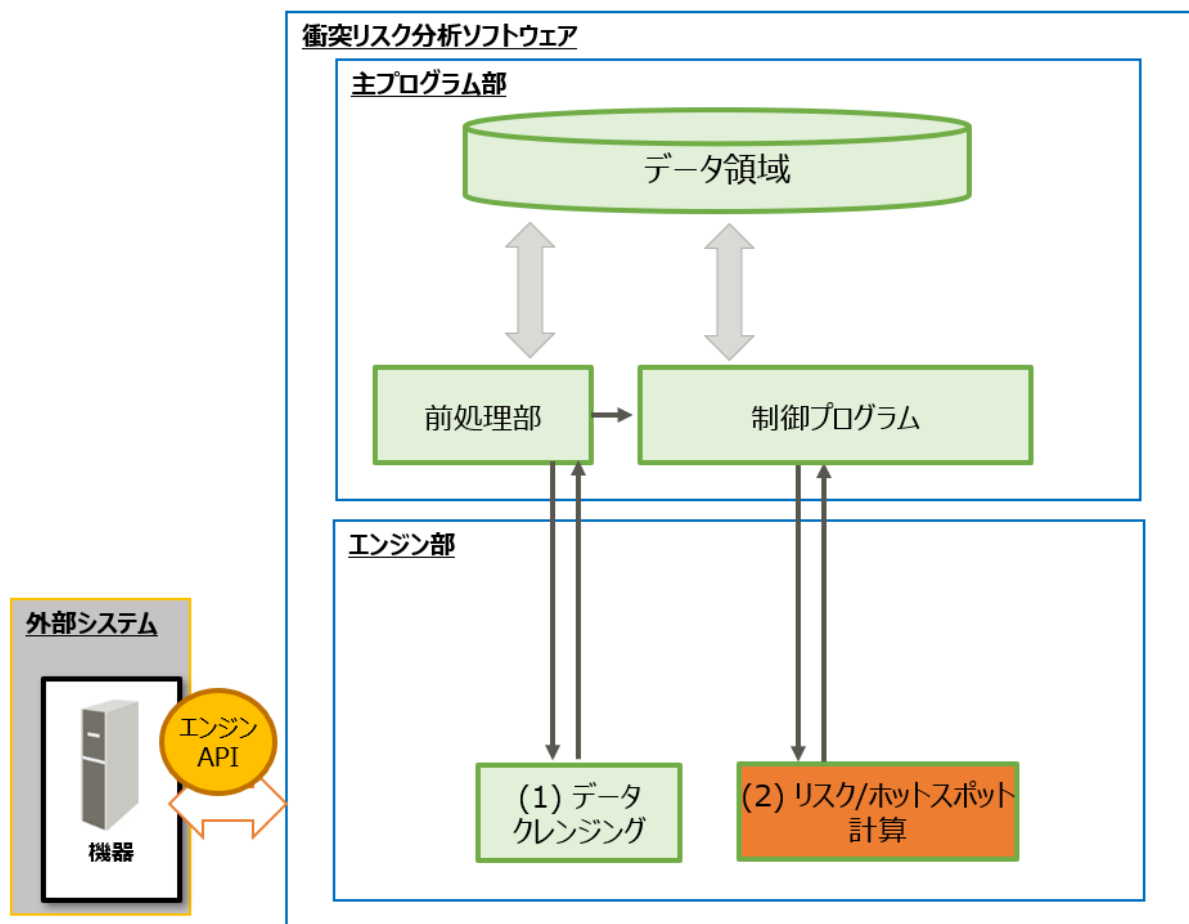 衝突リスク分析ソフトウェア
主プログラム部
データ領域
前処理部
制御プログラム
エンジン部
外部システム
エンジン
API
機器
(1) データ
クレンジング
(2) リスク/ホットスポット
計算